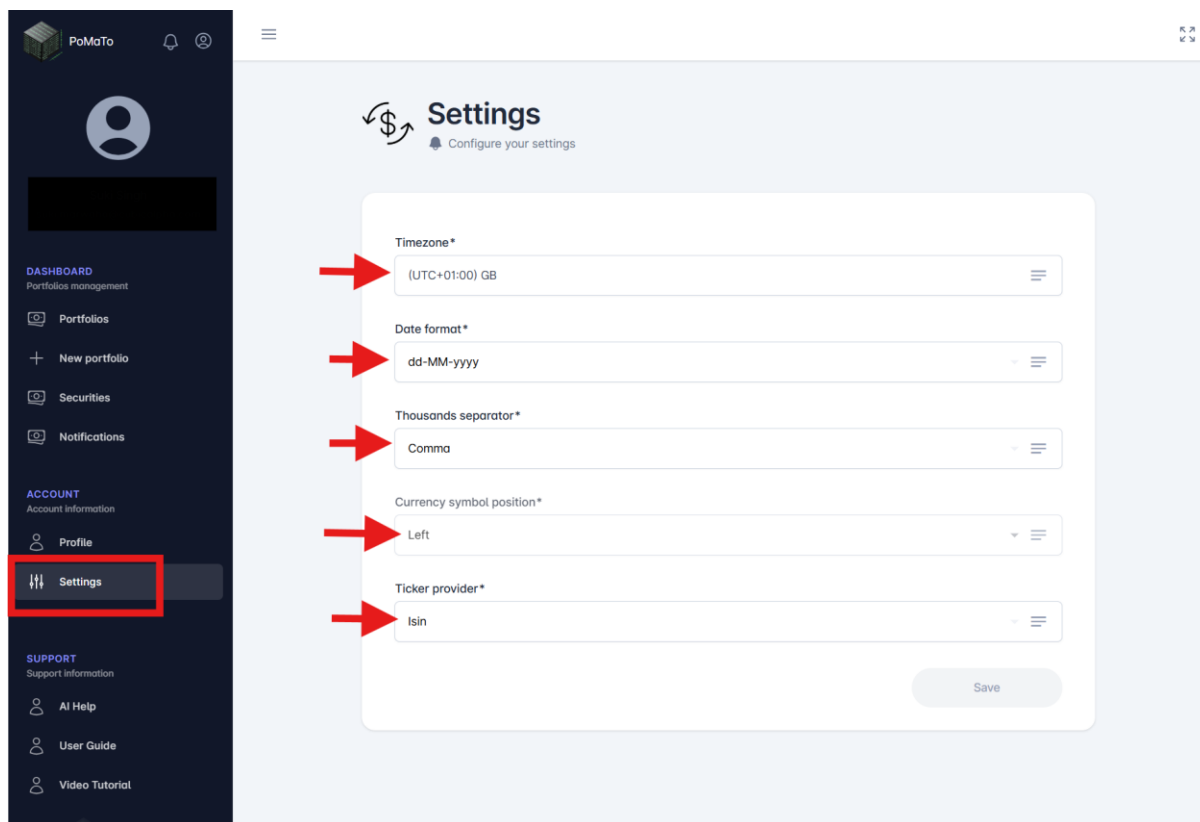 PoMaTo
DASHBOARD
Portfolios management
Portfolios
New portfolio
Securities
Notifications
ACCOUNT
Account information
Profile
Settings
SUPPORT
Support information
AI Help
User Guide
Video Tutorial
Settings
Configure your settings
Timezone*
(UTC+01:00) GB
Date format*
dd-MM-yyyy
Thousands separator*
Comma
Currency symbol position*
Left
Ticker provider*
Isin
Save